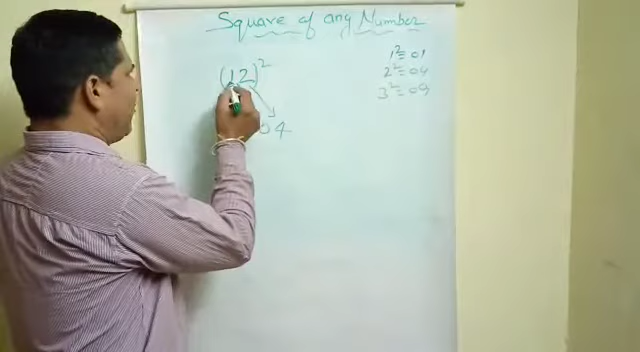 Square of any Number
(12)²
04
1² = 01
2² = 04
3² = 09